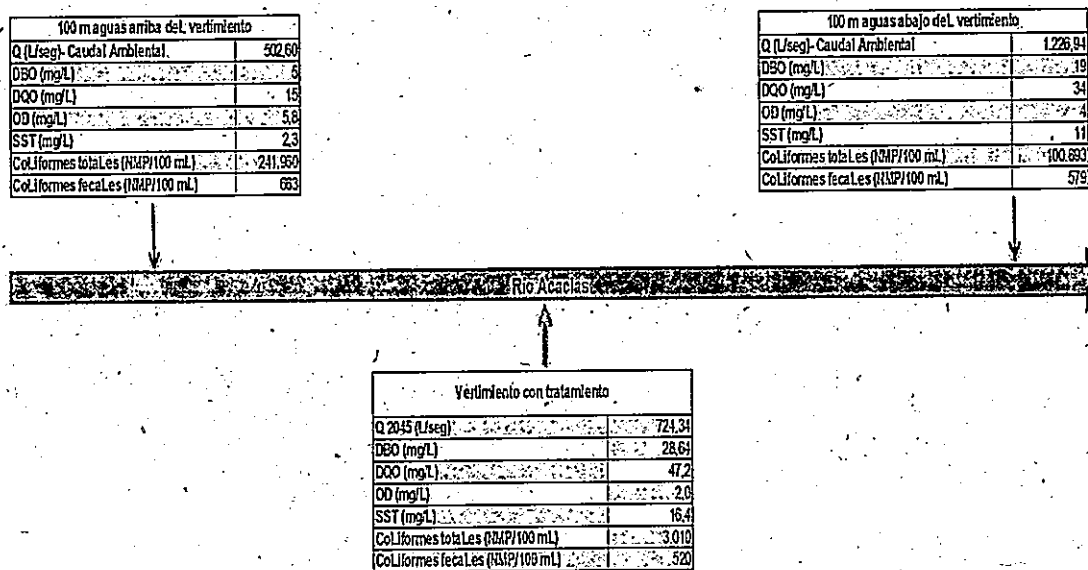 100 m aguas arriba del vertimiento
Q (L/seg)- Caudal Ambiental 502,60
DBO (mg/L) 6
DQO (mg/L) 15
OD (mg/L) 5,8
SST (mg/L) 2,3
Coliformes totales (NMP/100 mL) 241.960
Coliformes fecales (NMP/100 mL) 663
100 m aguas abajo del vertimiento
Q (L/seg)- Caudal Ambiental 1.226,94
DBO (mg/L) 19
DQO (mg/L) 34
OD (mg/L) 4
SST (mg/L) 11
Coliformes totales (NMP/100 mL) 100.693
Coliformes fecales (NMP/100 mL) 579
Rio Acacias
Vertimiento con tratamiento
Q 2045 (L/seg) 724,34
DBO (mg/L) 28,64
DQO (mg/L) 47,2
OD (mg/L) 2,0
SST (mg/L) 16,4
Coliformes totales (NMP/100 mL) 3.010
Coliformes fecales (NMP/100 mL) 520